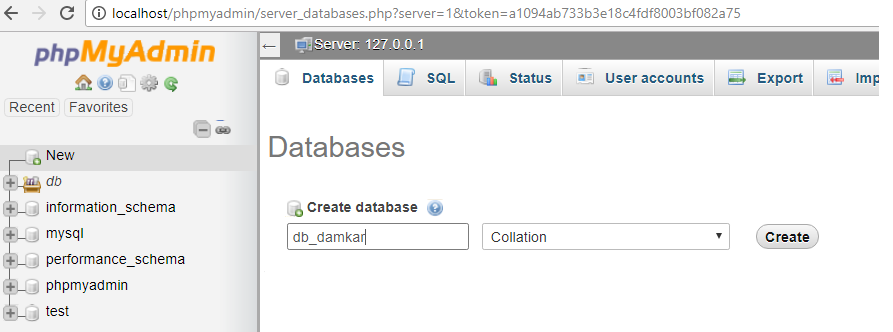 localhost/phpmyadmin/server_databases.php?server=1&token=a1094ab733b3e18c4fdf8003bf082a75
phpMyAdmin
Recent Favorites
New
db
information_schema
mysql
performance_schema
phpmyadmin
test
Server: 127.0.0.1
Databases SQL Status User accounts Export Imp
Databases
Create database
db_damkar Collation Create